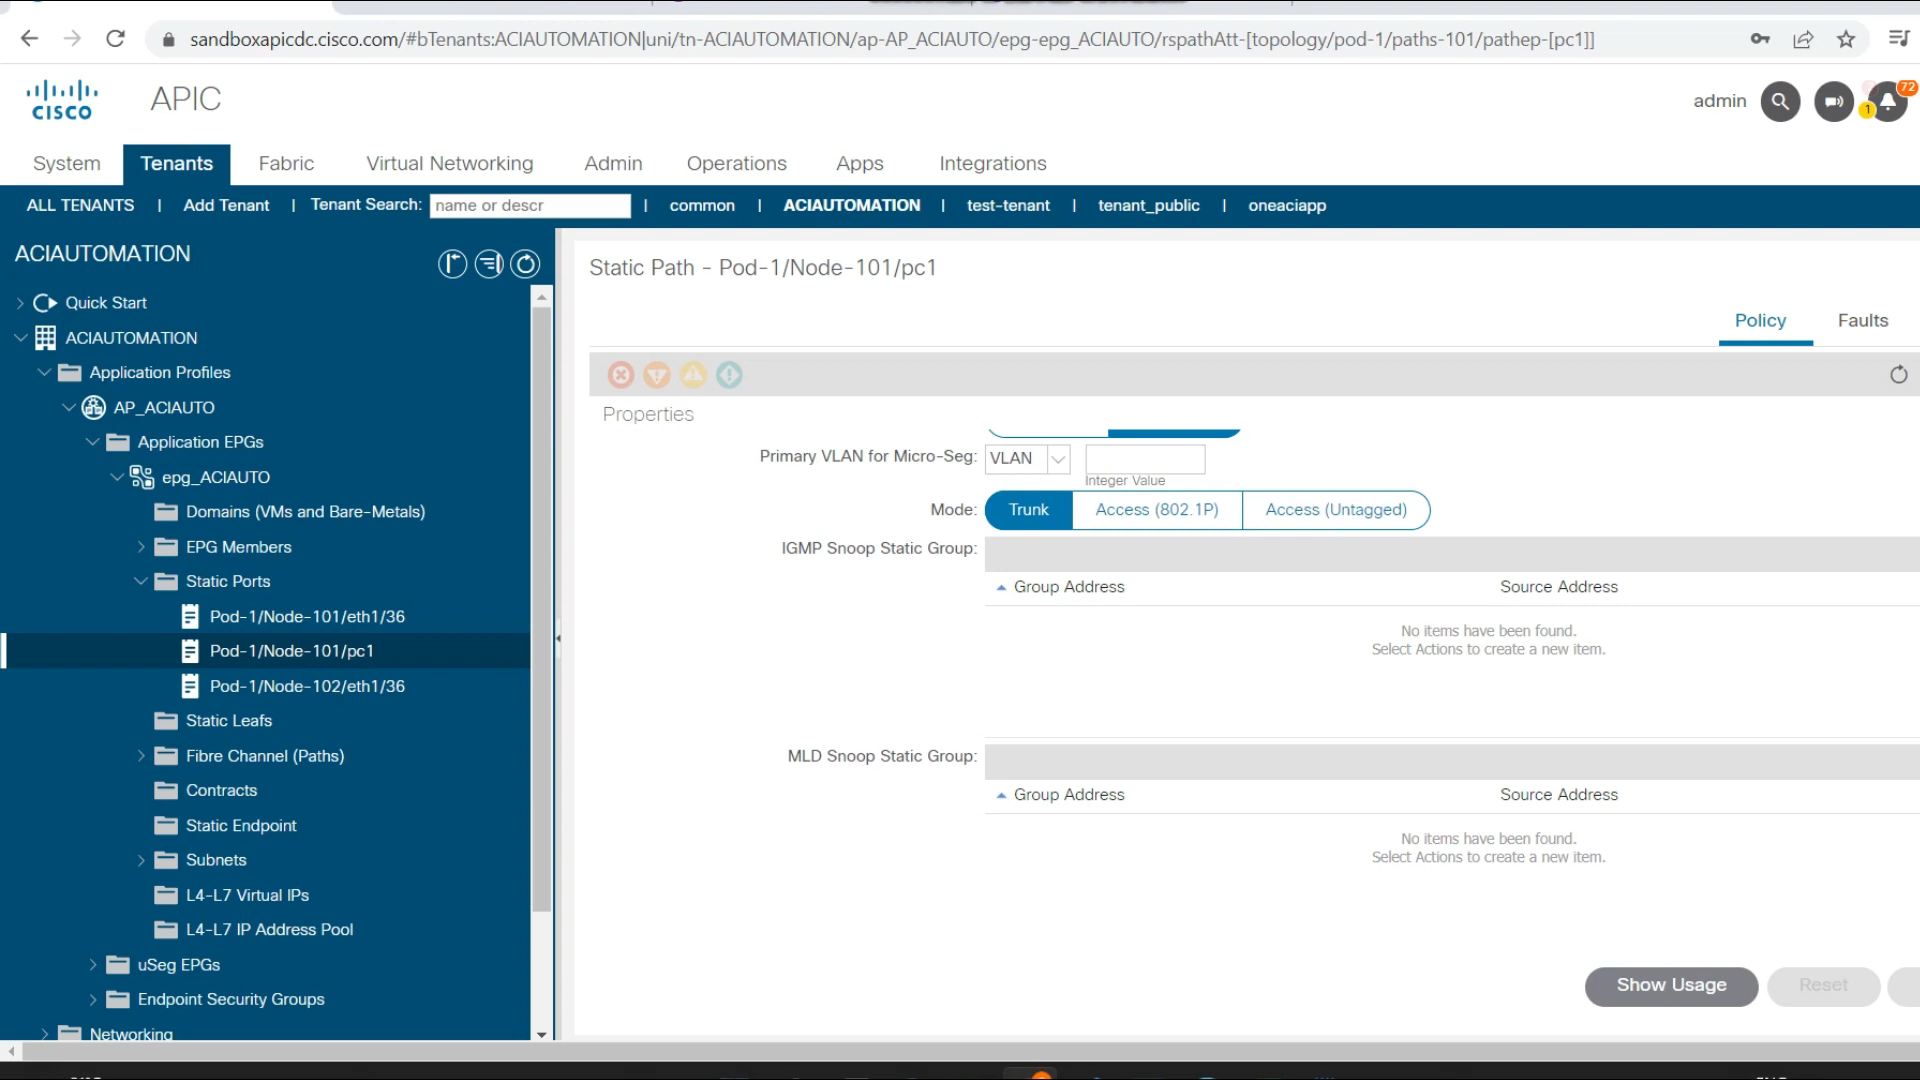 sandboxapicdc.cisco.com/#bTenants:ACIAUTOMATION|uni/tn-ACIAUTOMATION/ap-AP_ACIAUTO/epg-epg_ACIAUTO/rspathAtt-[topology/pod-1/paths-101/pathep-[pc1]]
CISCO
APIC
admin
1
72
System Tenants Fabric Virtual Networking Admin Operations Apps Integrations
ALL TENANTS | Add Tenant | Tenant Search: name or descr | common | ACIAUTOMATION | test-tenant | tenant_public | oneaciapp
ACIAUTOMATION
Quick Start
ACIAUTOMATION
Application Profiles
AP_ACIAUTO
Application EPGs
epg_ACIAUTO
Domains (VMs and Bare-Metals)
EPG Members
Static Ports
Pod-1/Node-101/eth1/36
Pod-1/Node-101/pc1
Pod-1/Node-102/eth1/36
Static Leafs
Fibre Channel (Paths)
Contracts
Static Endpoint
Subnets
L4-L7 Virtual IPs
L4-L7 IP Address Pool
uSeg EPGs
Endpoint Security Groups
Networking
Static Path - Pod-1/Node-101/pc1
Policy Faults
Properties
Primary VLAN for Micro-Seg: VLAN
Integer Value
Mode: Trunk Access (802.1P) Access (Untagged)
IGMP Snoop Static Group:
Group Address Source Address
No items have been found.
Select Actions to create a new item.
MLD Snoop Static Group:
Group Address Source Address
No items have been found.
Select Actions to create a new item.
Show Usage Reset